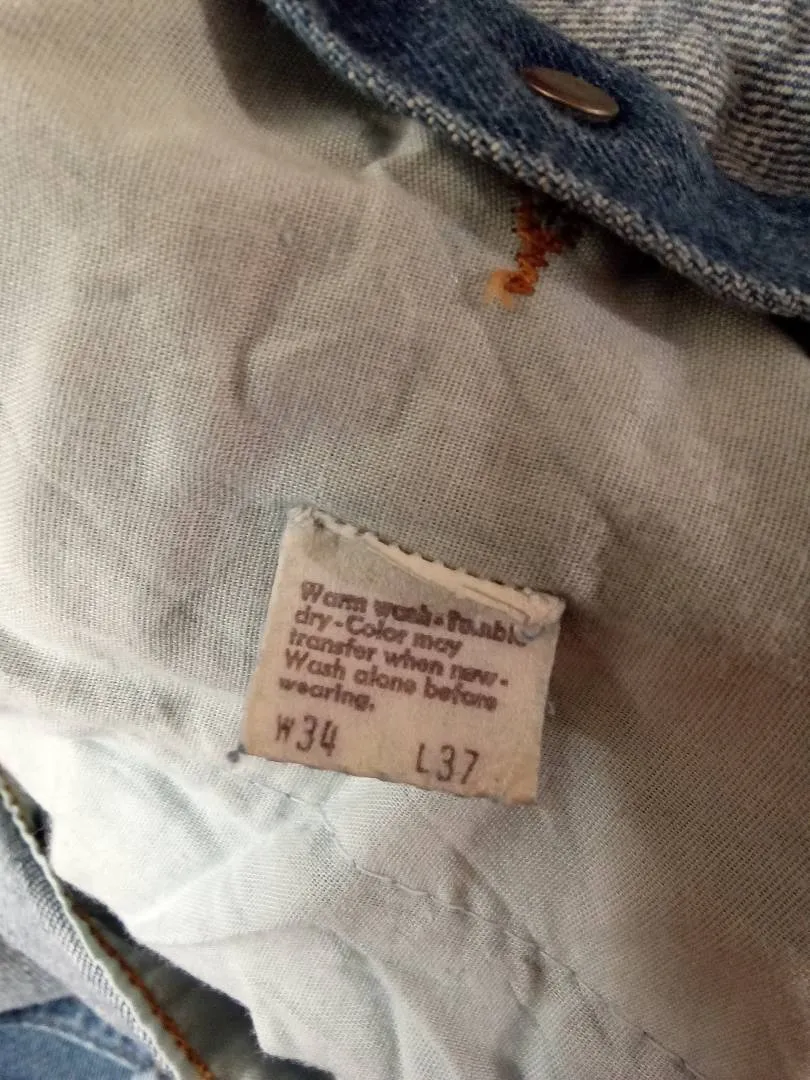 Warm wash-Tumble
dry-Color may
transfer when new-
Wash alone before
wearing.
W34 L37